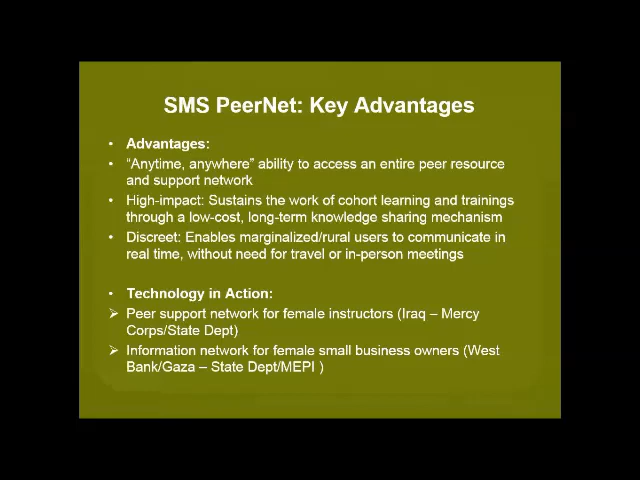 SMS PeerNet: Key Advantages
• Advantages:
• “Anytime, anywhere” ability to access an entire peer resource
and support network
• High-impact: Sustains the work of cohort learning and trainings
through a low-cost, long-term knowledge sharing mechanism
• Discreet: Enables marginalized/rural users to communicate in
real time, without need for travel or in-person meetings
• Technology in Action:
➢ Peer support network for female instructors (Iraq – Mercy
Corps/State Dept)
➢ Information network for female small business owners (West
Bank/Gaza – State Dept/MEPI )